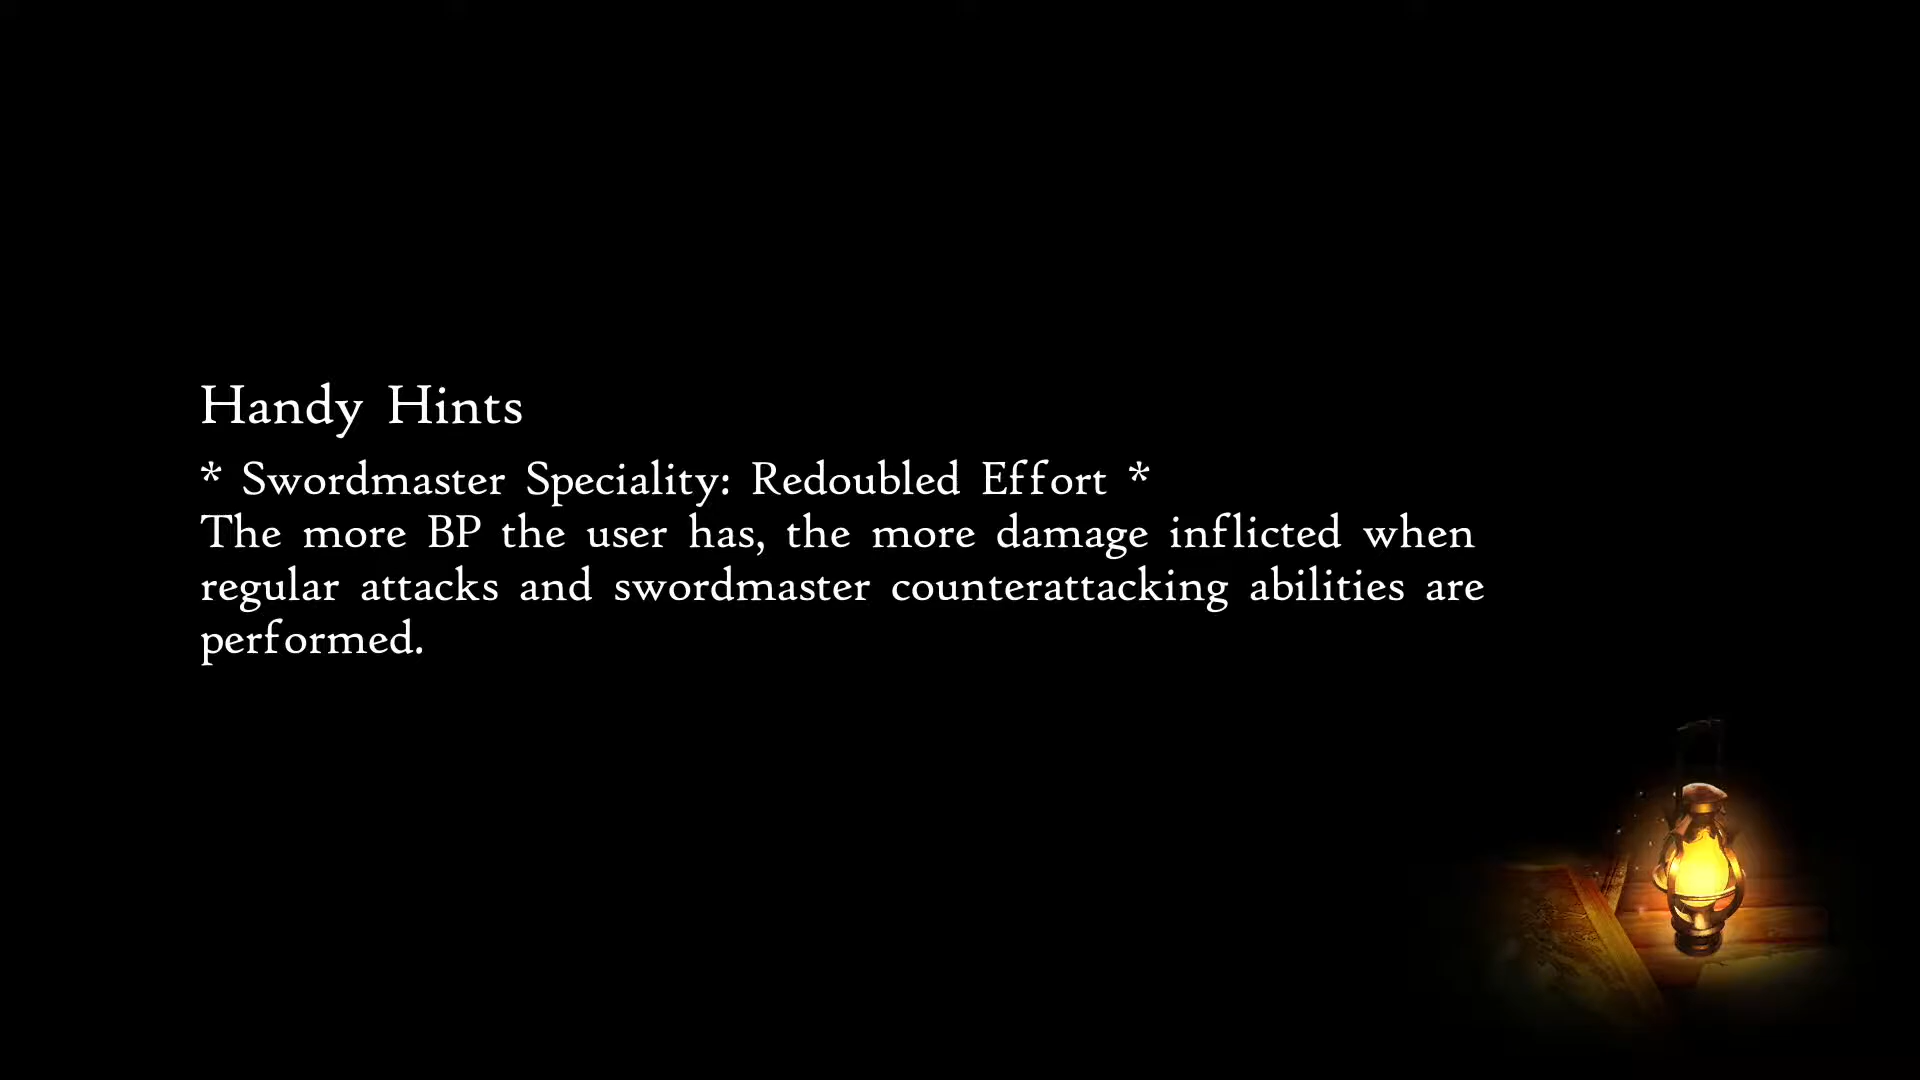 Handy Hints
* Swordmaster Speciality: Redoubled Effort *
The more BP the user has, the more damage inflicted when
regular attacks and swordmaster counterattacking abilities are
performed.